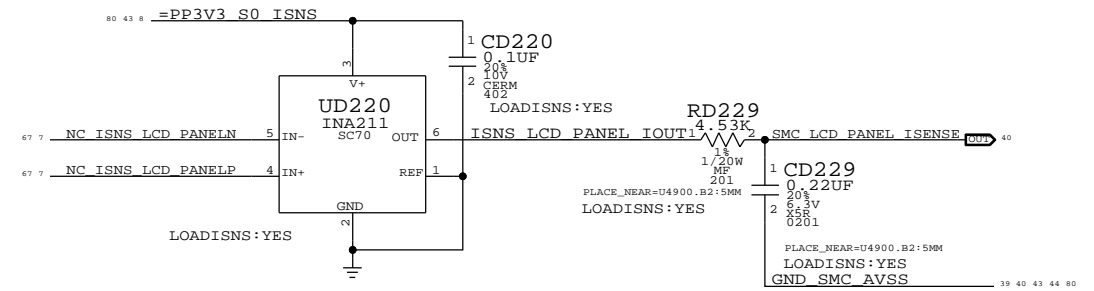 80 43 8 =PP3V3_S0_ISNS
1 CD220
0.1UF
20%
10V
CERM
402
2
LOADISNS:YES
3
V+
UD220
INA211
SC70
67 7 NC_ISNS_LCD_PANELN 5 IN-
OUT 6 ISNS_LCD_PANEL_IOUT
67 7 NC_ISNS_LCD_PANELP 4 IN+
REF 1
GND
2
LOADISNS:YES
RD229
4.53K
1 2
1%
1/20W
MF
201
PLACE_NEAR=U4900.B2:5MM
LOADISNS:YES
SMC_LCD_PANEL_ISENSE OUT 40
1 CD229
0.22UF
20%
6.3V
X5R
0201
2
PLACE_NEAR=U4900.B2:5MM
LOADISNS:YES
GND_SMC_AVSS 39 40 43 44 80